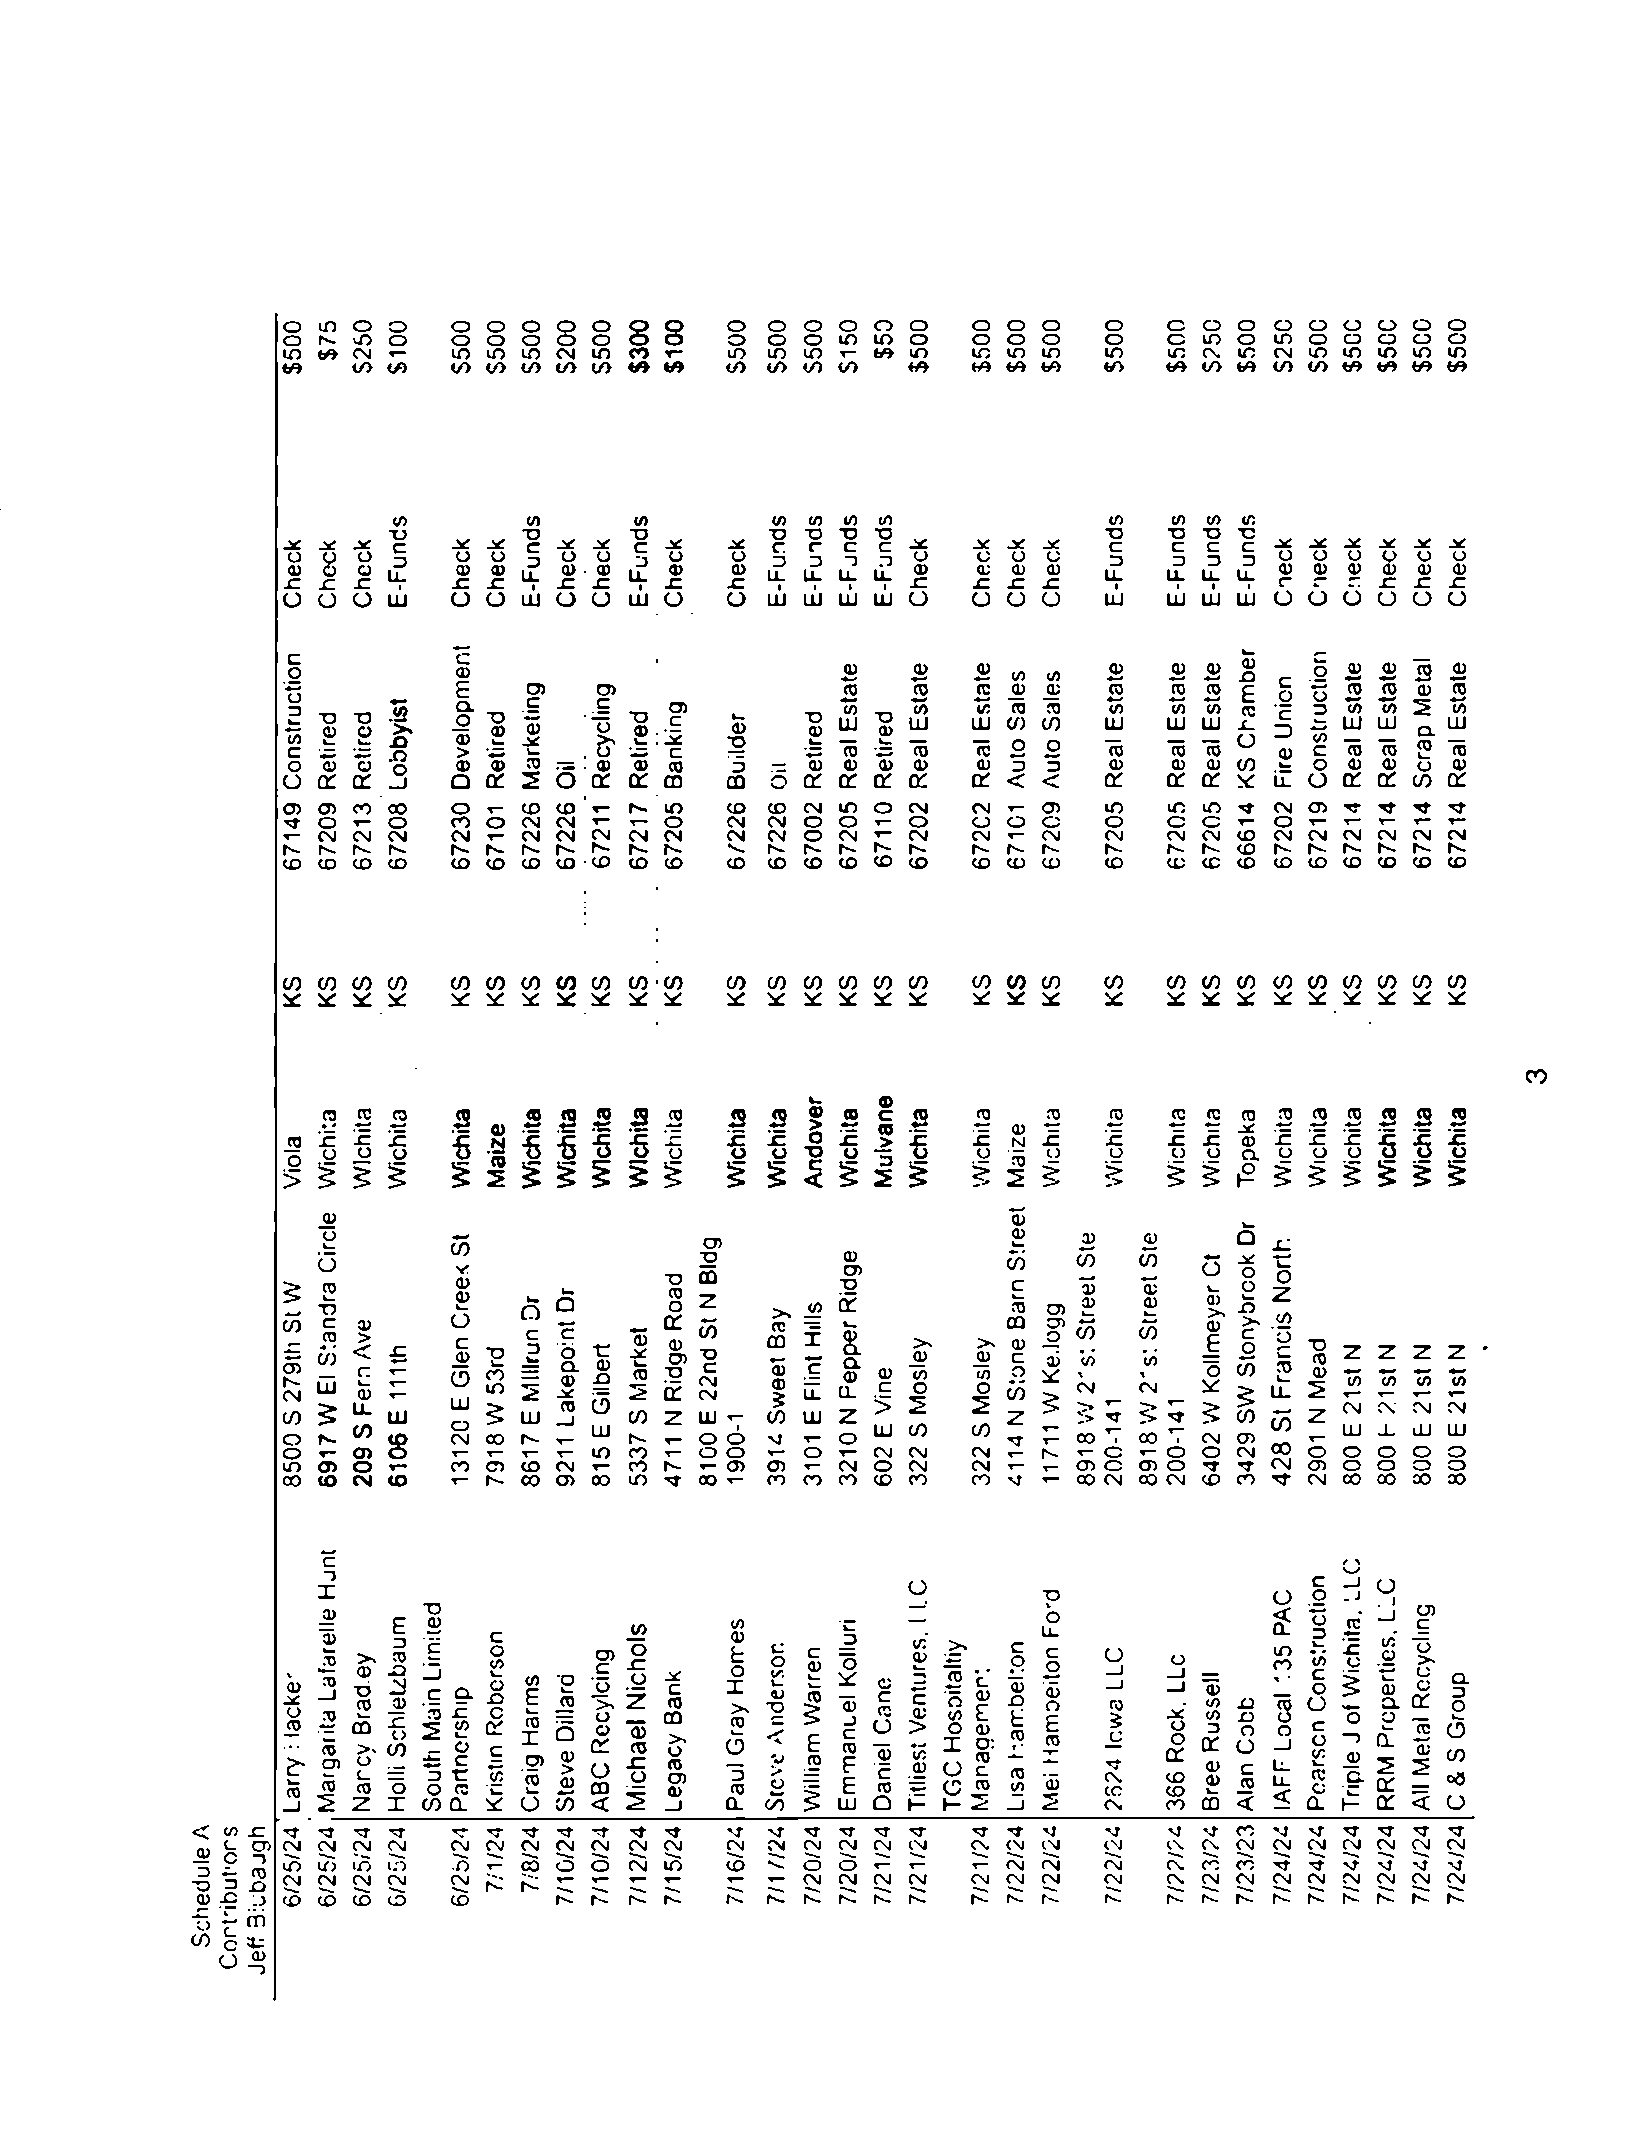 Schedule A
Contributors
Jeff Blubaugh
6/25/24 Larry Hacker 8500 S 279th St W Viola KS 67149 Construction Check $500
6/25/24 Margarita Lafarelle Hunt 6917 W El Standra Circle Wichita KS 67209 Retired Check $75
6/25/24 Nancy Bradley 209 S Fern Ave Wichita KS 67213 Retired Check $250
6/25/24 Holli Schletzbaum 6106 E 111th Wichita KS 67208 Lobbyist E-Funds $100
South Main Limited
6/25/24 Partnership 13120 E Glen Creek St Wichita KS 67230 Development Check $500
7/1/24 Kristin Roberson 7918 W 53rd Maize KS 67101 Retired Check $500
7/8/24 Craig Harms 8617 E Millrun Dr Wichita KS 67226 Marketing E-Funds $500
7/10/24 Steve Dillard 9211 Lakepoint Dr Wichita KS 67226 Oil Check $200
7/10/24 ABC Recylcing 815 E Gilbert Wichita KS 67211 Recycling Check $500
7/12/24 Michael Nichols 5337 S Market Wichita KS 67217 Retired E-Funds $300
7/15/24 Legacy Bank 4711 N Ridge Road Wichita KS 67205 Banking Check $100
8100 E 22nd St N Bldg
7/16/24 Paul Gray Homes 1900-1 Wichita KS 67226 Builder Check $500
7/17/24 Steve Anderson 3914 Sweet Bay Wichita KS 67226 Oil E-Funds $500
7/20/24 William Warren 3101 E Flint Hills Andover KS 67002 Retired E-Funds $500
7/20/24 Emmanuel Kolluri 3210 N Pepper Ridge Wichita KS 67205 Real Estate E-Funds $150
7/21/24 Daniel Cane 602 E Vine Mulvane KS 67110 Retired E-Funds $50
7/21/24 Titliest Ventures, LLC 322 S Mosley Wichita KS 67202 Real Estate Check $500
TGC Hospitaltiy
7/21/24 Management 322 S Mosley Wichita KS 67202 Real Estate Check $500
7/22/24 Lisa Hambelton 4114 N Stone Barn Street Maize KS 67101 Auto Sales Check $500
7/22/24 Mel Hambelton Ford 11711 W Kellogg Wichita KS 67209 Auto Sales Check $500
8918 W 21st Street Ste
7/22/24 2624 Iowa LLC 200-141 Wichita KS 67205 Real Estate E-Funds $500
8918 W 21st Street Ste
7/22/24 366 Rock, LLc 200-141 Wichita KS 67205 Real Estate E-Funds $500
7/23/24 Bree Russell 6402 W Kollmeyer Ct Wichita KS 67205 Real Estate E-Funds $250
7/23/23 Alan Cobb 3429 SW Stonybrook Dr Topeka KS 66614 KS Chamber E-Funds $500
7/24/24 IAFF Local 135 PAC 428 St Francis North Wichita KS 67202 Fire Union Check $250
7/24/24 Pearson Construction 2901 N Mead Wichita KS 67219 Construction Check $500
7/24/24 Triple J of Wichita, LLC 800 E 21st N Wichita KS 67214 Real Estate Check $500
7/24/24 RRM Properties, LLC 800 E 21st N Wichita KS 67214 Real Estate Check $500
7/24/24 All Metal Recycling 800 E 21st N Wichita KS 67214 Scrap Metal Check $500
7/24/24 C & S Group 800 E 21st N Wichita KS 67214 Real Estate Check $500
3